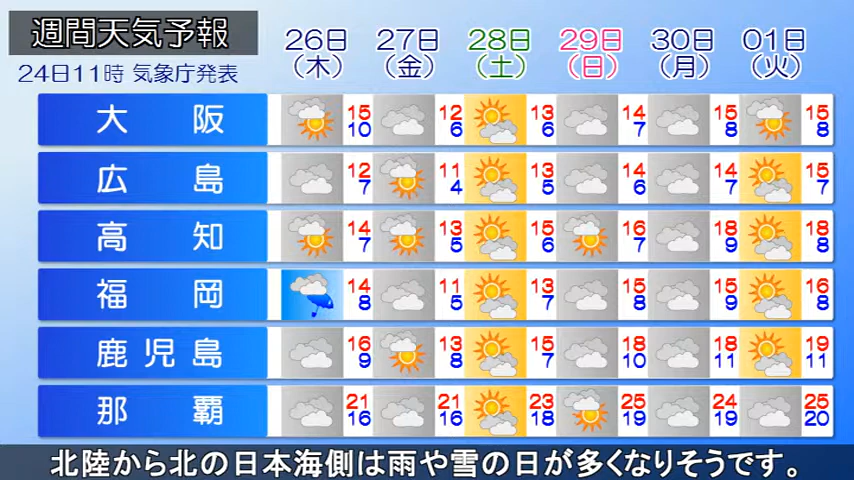 週間天気予報
24日11時 気象庁発表
26日 27日 28日 29日 30日 01日
(木) (金) (土) (日) (月) (火)
大阪 15 10 12 6 13 6 14 7 15 8 15 8
広島 12 7 11 4 13 5 14 6 14 7 15 7
高知 14 7 13 5 15 6 16 7 18 9 18 8
福岡 14 8 11 5 13 7 15 8 15 9 16 8
鹿児島 16 9 13 8 15 7 18 10 18 11 19 11
那覇 21 16 21 16 23 18 25 19 24 19 25 20
北陸から北の日本海側は雨や雪の日が多くなりそうです。